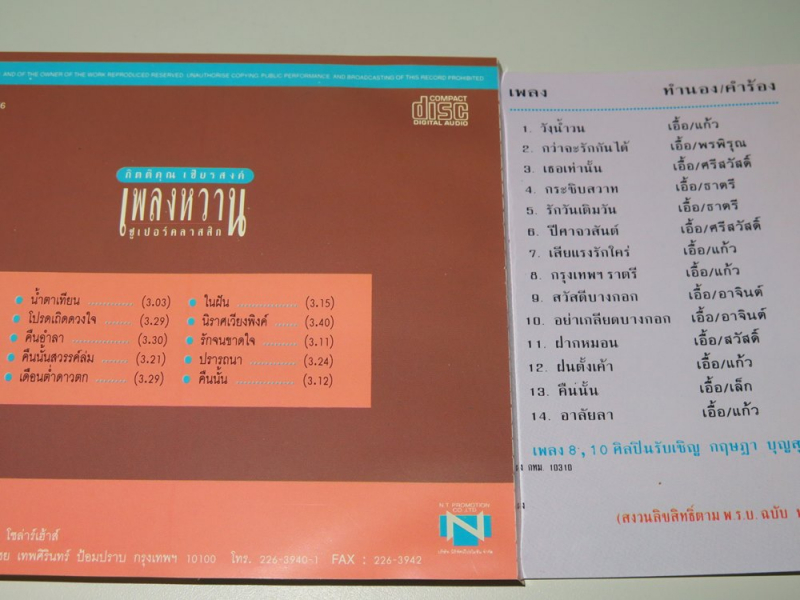 AND OF THE OWNER OF THE WORK REPRODUCED RESERVED. UNAUTHORISE COPYING PUBLIC PERFORMANCE AND BROADCASTING OF THIS RECORD PROHIBITED.
6
COMPACT
disc
DIGITAL AUDIO
กิตติคุณ เชียรสงค์
เพลงหวาน
ซูเปอร์คลาสสิก
น้ำตาเทียน ............ (3.03)
โปรดเถิดดวงใจ ......... (3.29)
คืนอำลา ............ (3.30)
คืนนั้นสวรรค์ล่ม ....... (3.21)
เดือนต่ำดาวตก ........ (3.29)
ในฝัน ............ (3.15)
นิราศเวียงพิงค์ ....... (3.40)
รักจนขาดใจ ......... (3.11)
ปรารถนา ......... (3.24)
คืนนั้น ............ (3.12)
N.T. PROMOTION
CO.,LTD.
N
โซล่าร์เฮ้าส์
เทพศิรินทร์ ป้อมปราบ กรุงเทพฯ 10100 โทร. 226-3940-1 FAX : 226-3942
เพลง ทำนอง/คำร้อง
1. วังน้ำวน เอื้อ/แก้ว
2. กว่าจะรักกันได้ เอื้อ/พรพิรุณ
3. เธอเท่านั้น เอื้อ/ศรีสวัสดิ์
4. กระซิบสวาท เอื้อ/ธาตรี
5. รักวันเติมวัน เอื้อ/ธาตรี
6. ปีศาจวสันต์ เอื้อ/ศรีสวัสดิ์
7. เสียแรงรักใคร่ เอื้อ/แก้ว
8. กรุงเทพฯ ราตรี เอื้อ/แก้ว
9. สวัสดีบางกอก เอื้อ/อาจินต์
10. อย่าเกลียดบางกอก เอื้อ/อาจินต์
11. ฝากหมอน เอื้อ/สวัสดิ์
12. ฝนตั้งเค้า เอื้อ/แก้ว
13. คืนนั้น เอื้อ/เล็ก
14. อาลัยลา เอื้อ/แก้ว
เพลง 8, 10 ศิลปินรับเชิญ กฤษฎา
กทม. 10310
(สงวนลิขสิทธิ์ตาม พ.ร.บ. ฉบับ